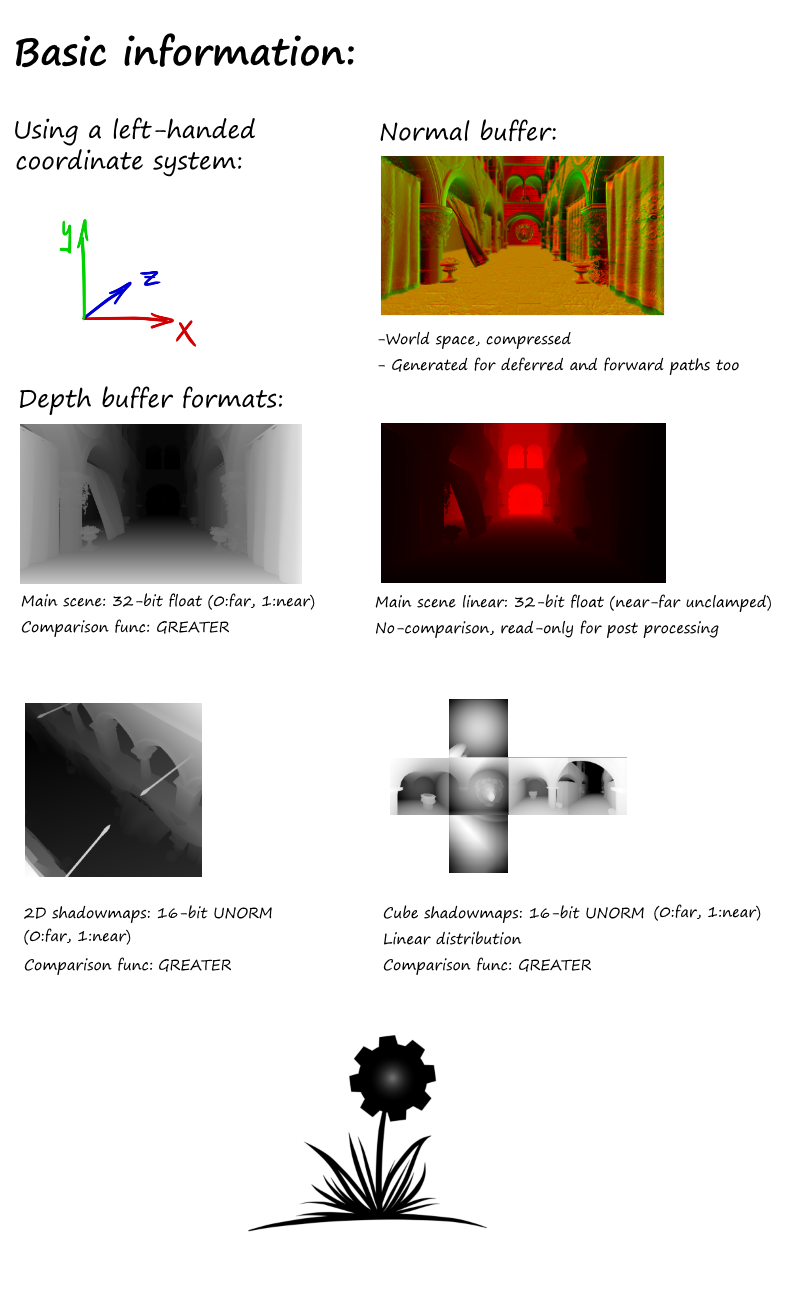 Basic information:
Using a left-handed
coordinate system:
y
z
x
Normal buffer:
-World space, compressed
- Generated for deferred and forward paths too
Depth buffer formats:
Main scene: 32-bit float (0:far, 1:near)
Comparison func: GREATER
Main scene linear: 32-bit float (near-far unclamped)
No-comparison, read-only for post processing
2D shadowmaps: 16-bit UNORM
(0:far, 1:near)
Comparison func: GREATER
Cube shadowmaps: 16-bit UNORM (0:far, 1:near)
Linear distribution
Comparison func: GREATER